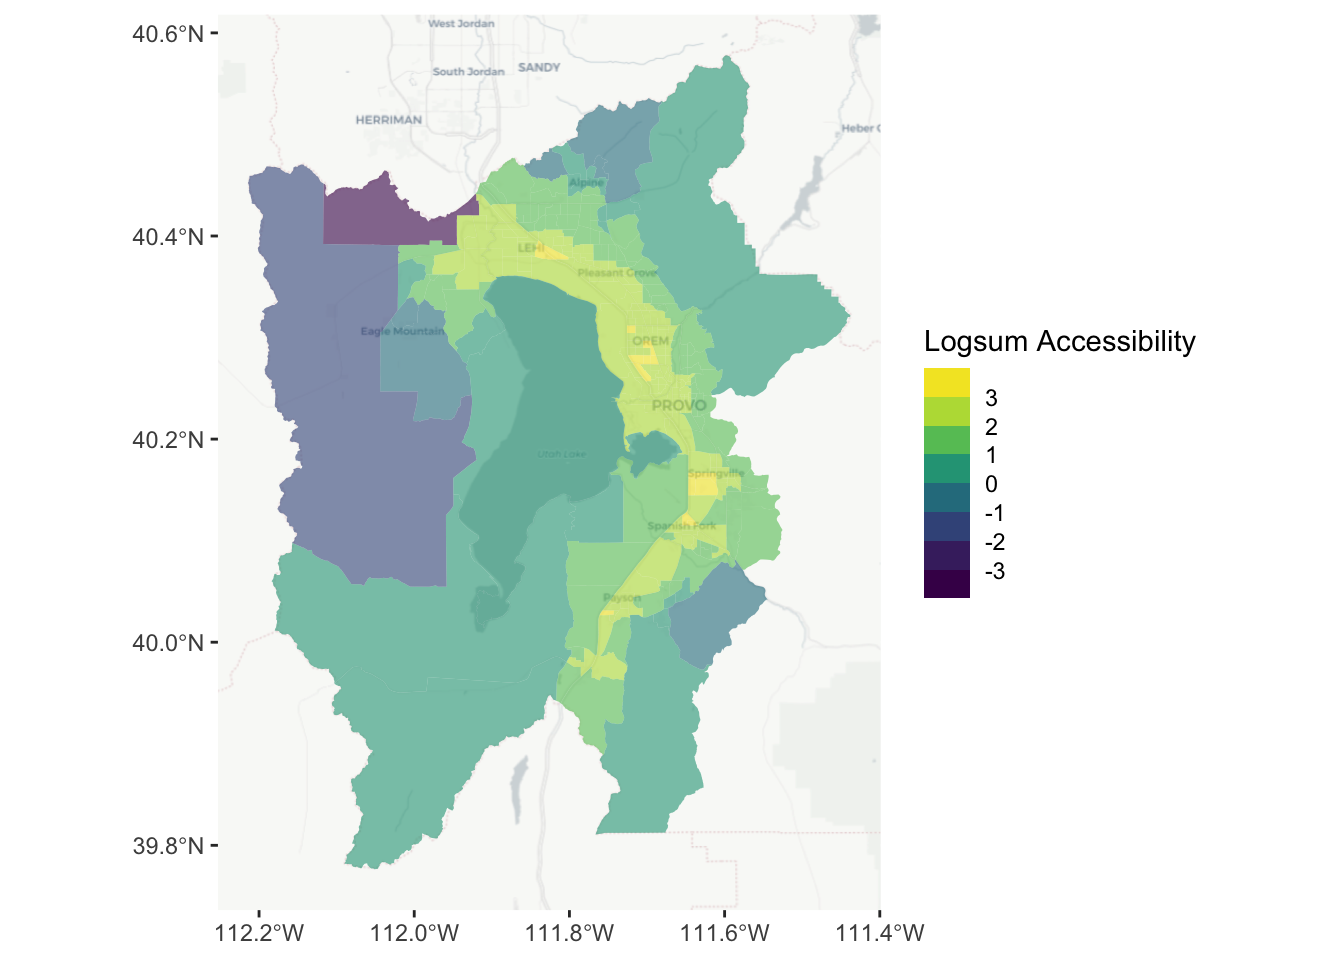 40.6°N
40.4°N
40.2°N
40.0°N
39.8°N
112.2°W
112.0°W
111.8°W
111.6°W
111.4°W
West Jordan
South Jordan
SANDY
HERRIMAN
Heber C
Alpine
LEHI
Pleasant Grove
Eagle Mountain
OREM
PROVO
Utah Lake
Springville
Spanish Fork
Payson
Logsum Accessibility
3
2
1
0
-1
-2
-3